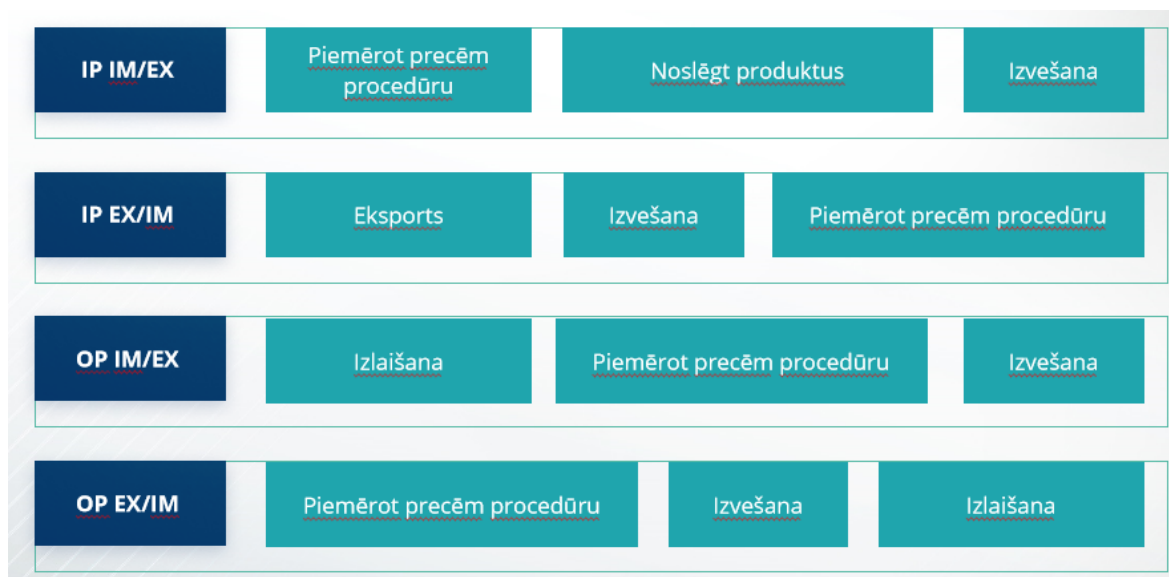 IP IM/EX
Piemērot precēm
procedūru
Noslēgt produktus
Izvešana
IP EX/IM
Eksports
Izvešana
Piemērot precēm procedūru
OP IM/EX
Izlaišana
Piemērot precēm procedūru
Izvešana
OP EX/IM
Piemērot precēm procedūru
Izvešana
Izlaišana